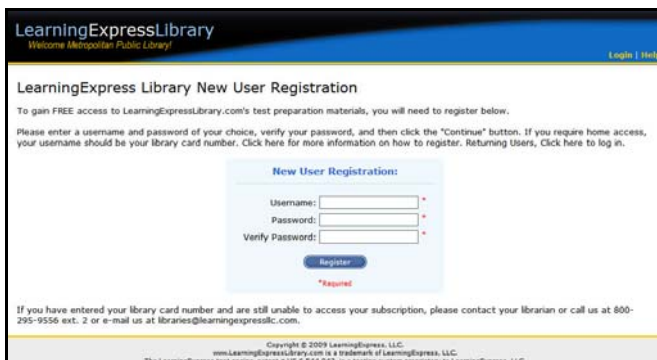 LearningExpressLibrary
Welcome Metropolitan Public Library!
Login | Help
LearningExpress Library New User Registration
To gain FREE access to LearningExpressLibrary.com's test preparation materials, you will need to register below.
Please enter a username and password of your choice, verify your password, and then click the "Continue" button. If you require home access,
your username should be your library card number. Click here for more information on how to register. Returning Users, Click here to log in.
New User Registration:
Username: *
Password: *
Verify Password: *
Register
*Required
If you have entered your library card number and are still unable to access your subscription, please contact your librarian or call us at 800-
295-9556 ext. 2 or e-mail us at libraries@learningexpressllc.com.
Copyright © 2009 LearningExpress, LLC.
www.LearningExpressLibrary.com is a trademark of LearningExpress, LLC.